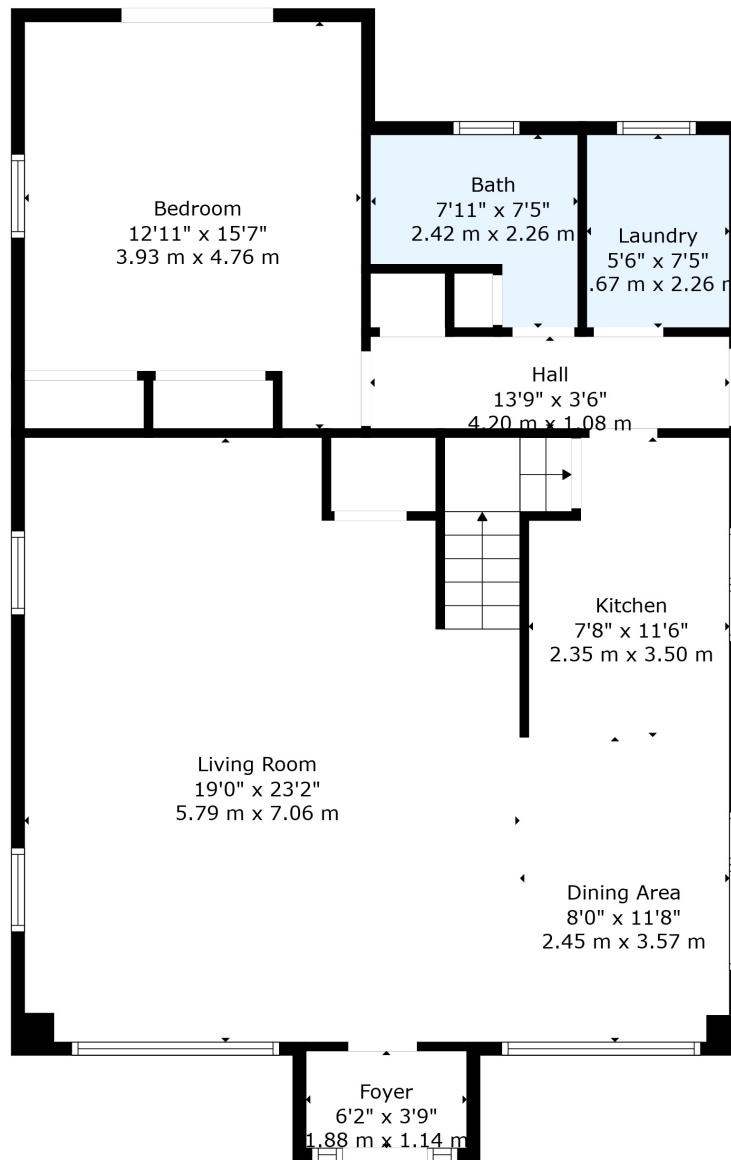 Bedroom
12'11" x 15'7"
3.93 m x 4.76 m
Bath
7'11" x 7'5"
2.42 m x 2.26 m
Laundry
5'6" x 7'5"
.67 m x 2.26 m
Hall
13'9" x 3'6"
4.20 m x 1.08 m
Kitchen
7'8" x 11'6"
2.35 m x 3.50 m
Living Room
19'0" x 23'2"
5.79 m x 7.06 m
Dining Area
8'0" x 11'8"
2.45 m x 3.57 m
Foyer
6'2" x 3'9"
1.88 m x 1.14 m